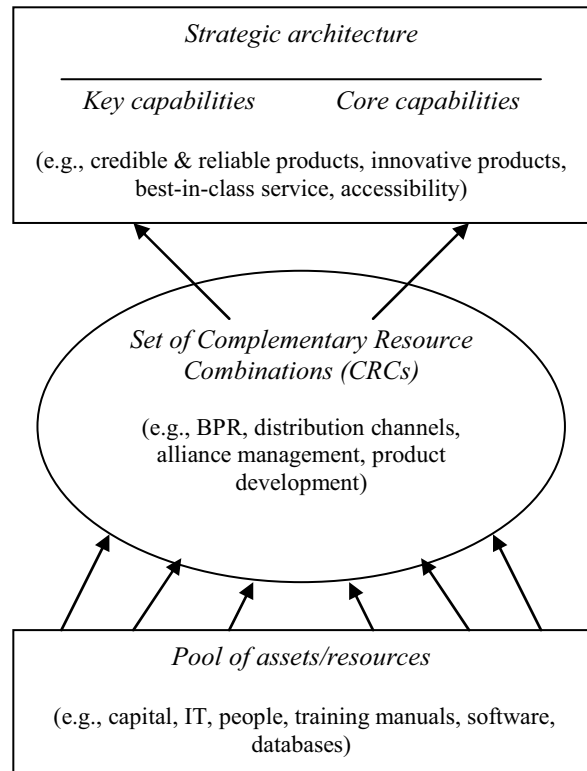 Strategic architecture
Key capabilities Core capabilities
(e.g., credible & reliable products, innovative products,
best-in-class service, accessibility)
Set of Complementary Resource
Combinations (CRCs)
(e.g., BPR, distribution channels,
alliance management, product
development)
Pool of assets/resources
(e.g., capital, IT, people, training manuals, software,
databases)